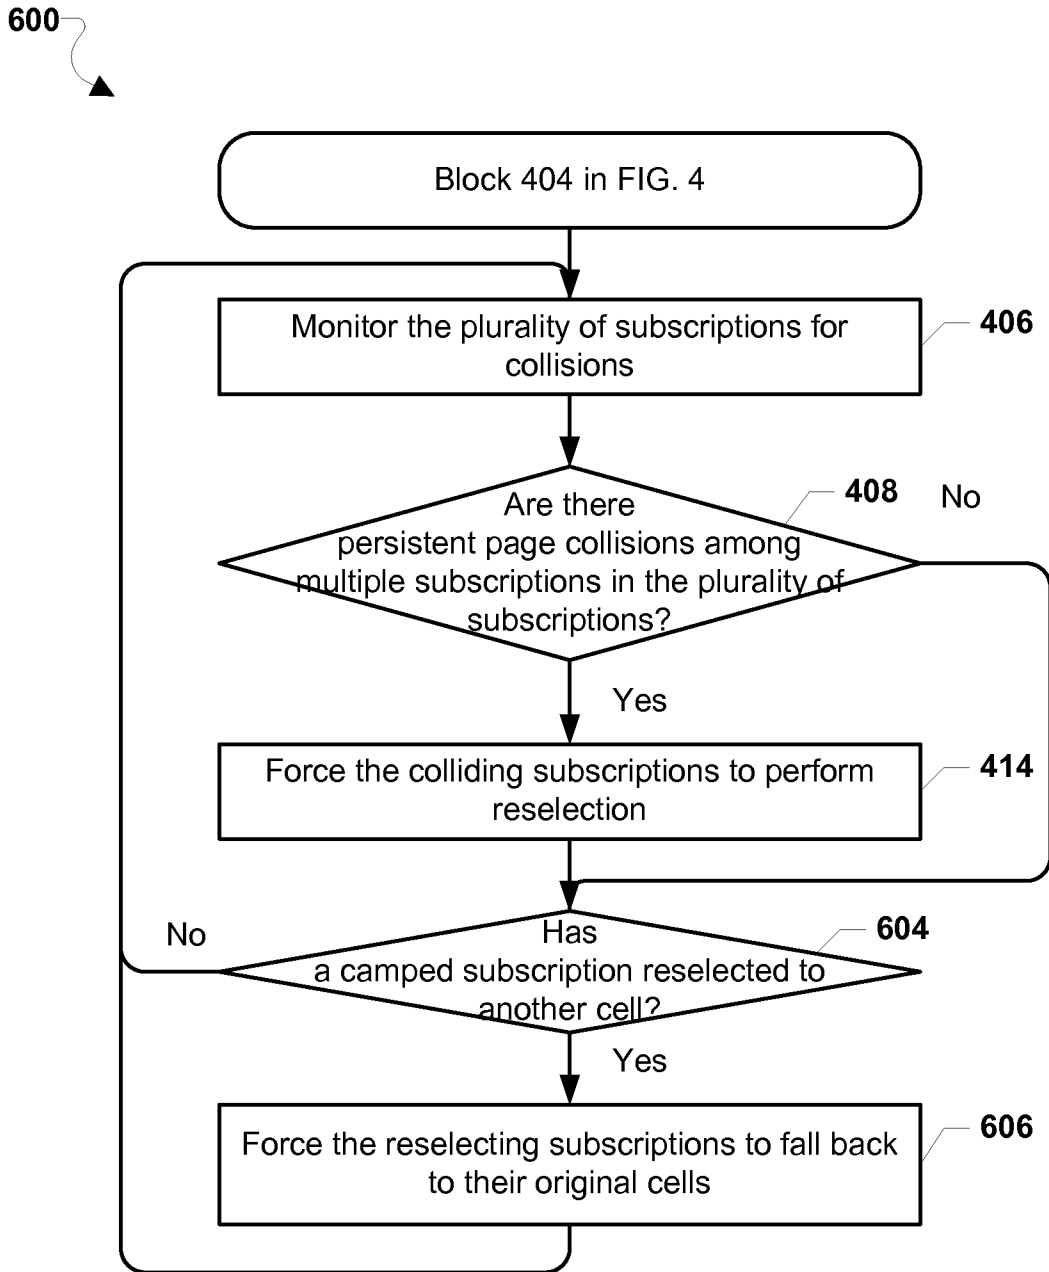 600
Block 404 in FIG. 4
Monitor the plurality of subscriptions for
collisions
406
Are there
persistent page collisions among
multiple subscriptions in the plurality of
subscriptions?
408
No
Yes
Force the colliding subscriptions to perform
reselection
414
No
Has
a camped subscription reselected to
another cell?
604
Yes
Force the reselecting subscriptions to fall back
to their original cells
606